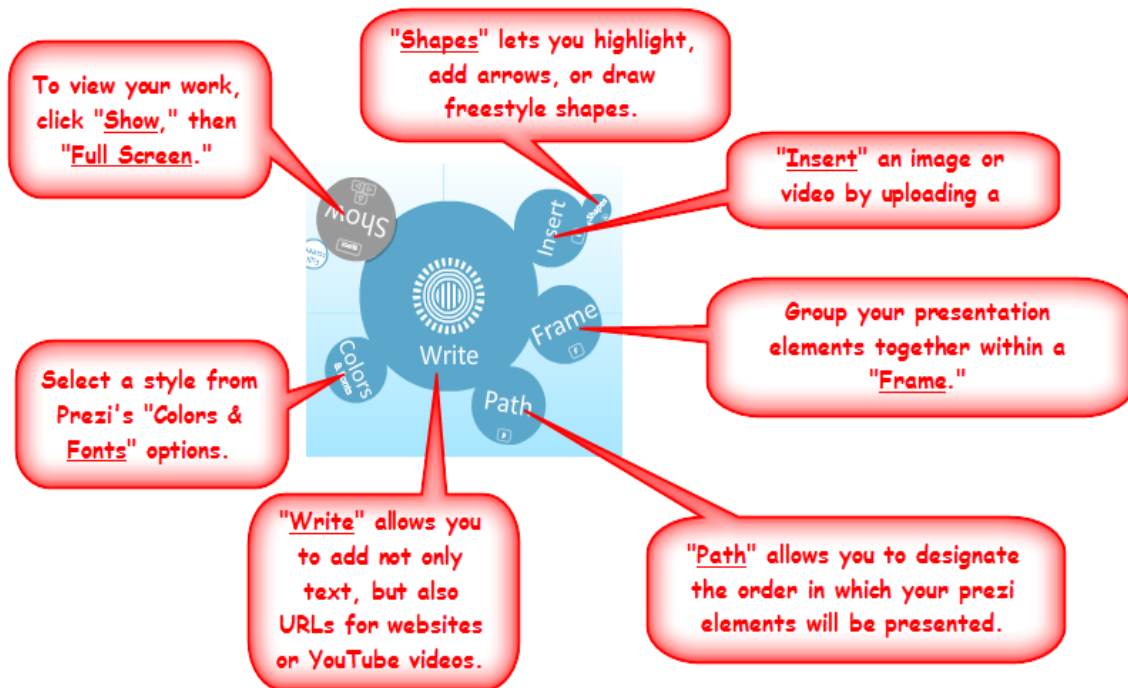 "Shapes" lets you highlight,
add arrows, or draw
freestyle shapes.
To view your work,
click "Show," then
"Full Screen."
"Insert" an image or
video by uploading a
Show
Insert
Shapes
Frame
F
Write
Colors
& Fonts
Path
P
Group your presentation
elements together within a
"Frame."
Select a style from
Prezi's "Colors &
Fonts" options.
"Write" allows you
to add not only
text, but also
URLs for websites
or YouTube videos.
"Path" allows you to designate
the order in which your prezi
elements will be presented.